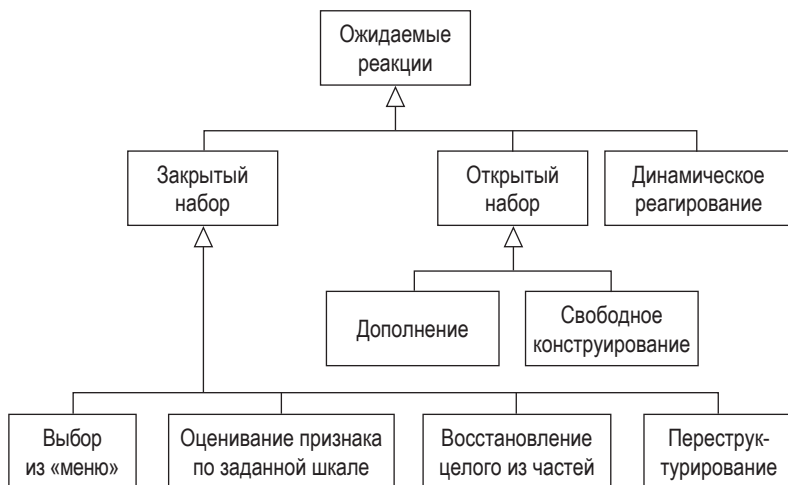 Ожидаемые
реакции
Закрытый
набор
Открытый
набор
Динамическое
реагирование
Дополнение
Свободное
конструирование
Выбор
из «меню»
Оценивание признака
по заданной шкале
Восстановление
целого из частей
Переструк-
турирование